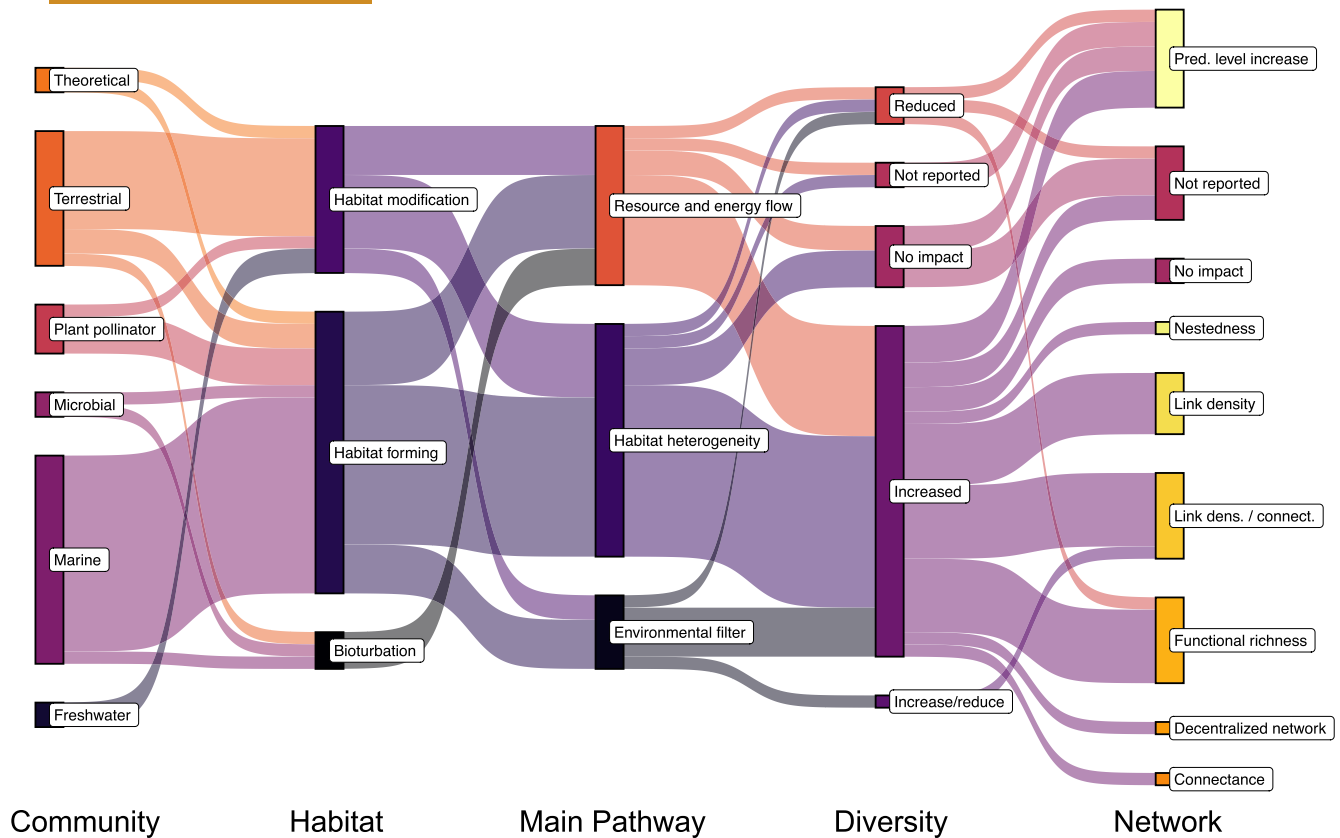 Theoretical
Terrestrial
Plant pollinator
Microbial
Marine
Freshwater
Habitat modification
Habitat forming
Bioturbation
Resource and energy flow
Habitat heterogeneity
Environmental filter
Reduced
Not reported
No impact
Increased
Increase/reduce
Pred. level increase
Not reported
No impact
Nestedness
Link density
Link dens. / connect.
Functional richness
Decentralized network
Connectance
Community
Habitat
Main Pathway
Diversity
Network